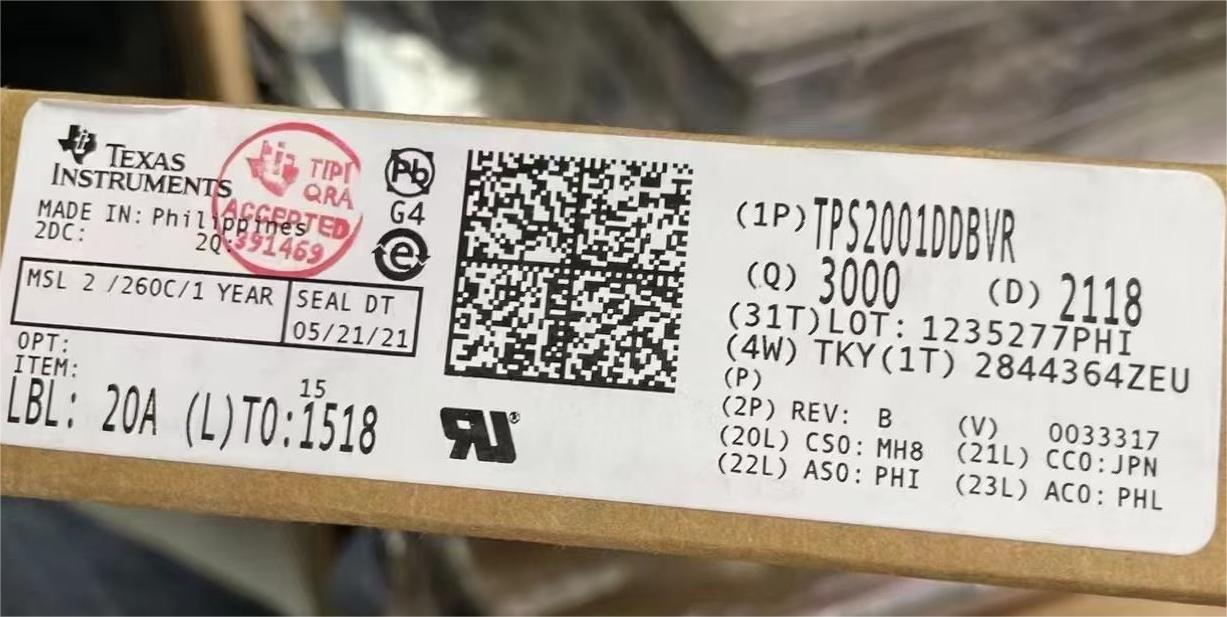 TEXAS
INSTRUMENTS
MADE IN: Philippines
2DC: 2Q:
TIPI
QRA
ACCEPTED
391469
Pb
G4
e
MSL 2 /260C/1 YEAR
SEAL DT
05/21/21
OPT:
ITEM:
15
LBL: 20A (L)TO:1518
(1P)TPS2001DDBVR
(Q) 3000 (D) 2118
(31T)LOT: 1235277PHI
(4W) TKY(1T) 2844364ZEU
(P)
(2P) REV: B (V) 0033317
(20L) CSO: MH8 (21L) CCO:JPN
(22L) ASO: PHI (23L) ACO: PHL